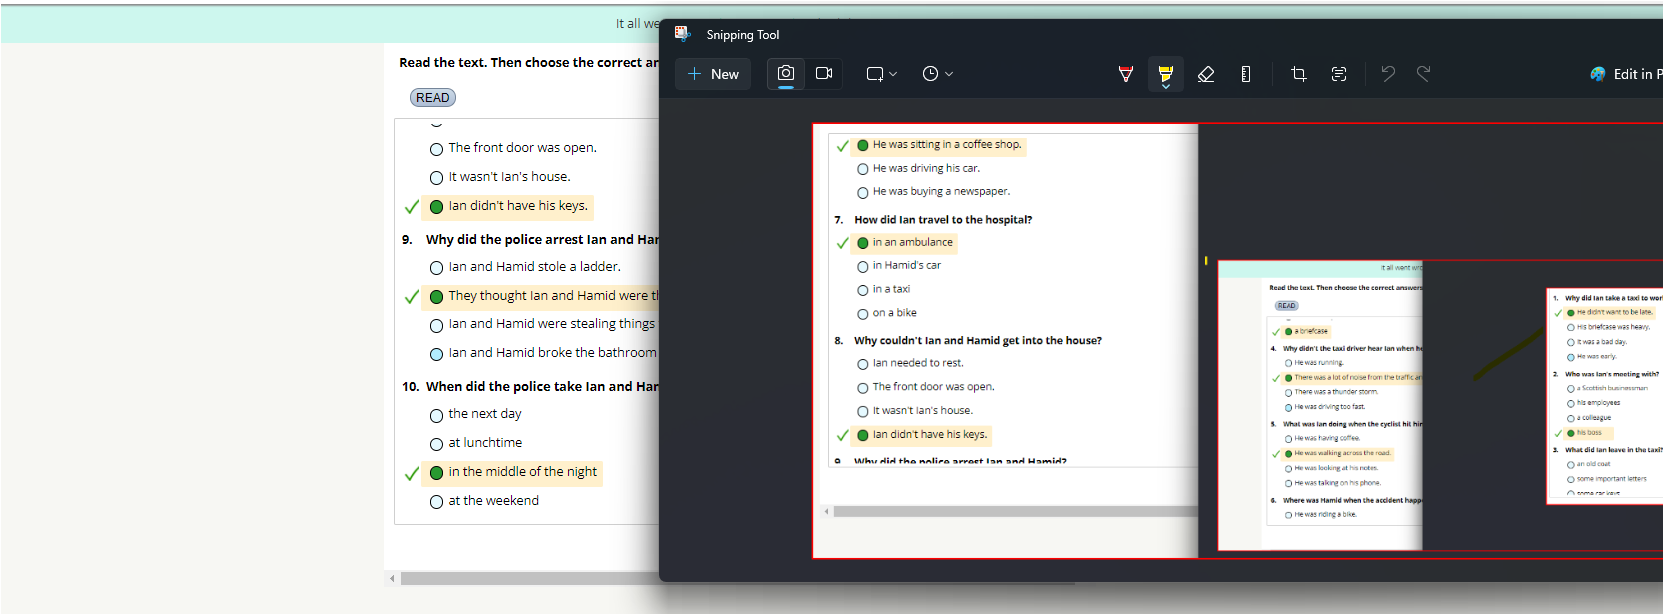 It all we
Read the text. Then choose the correct an
READ
The front door was open.
It wasn't Ian's house.
Ian didn't have his keys.
9. Why did the police arrest Ian and Har
Ian and Hamid stole a ladder.
They thought Ian and Hamid were th
Ian and Hamid were stealing things
Ian and Hamid broke the bathroom
10. When did the police take Ian and Har
the next day
at lunchtime
in the middle of the night
at the weekend
Snipping Tool
New
Edit in P
He was sitting in a coffee shop.
He was driving his car.
He was buying a newspaper.
7. How did Ian travel to the hospital?
in an ambulance
in Hamid's car
in a taxi
on a bike
8. Why couldn't Ian and Hamid get into the house?
Ian needed to rest.
The front door was open.
It wasn't Ian's house.
Ian didn't have his keys.
9 Why did the police arrest Ian and Hamid?
It all went wro
Read the text. Then choose the correct answers
READ
a briefcase
4. Why didn't the taxi driver hear Ian when he
He was running.
There was a lot of noise from the traffic an
There was a thunder storm.
He was driving too fast.
5. What was Ian doing when the cyclist hit hir
He was having coffee.
He was walking across the road.
He was looking at his notes.
He was talking on his phone.
6. Where was Hamid when the accident happ
He was riding a bike.
1. Why did Ian take a taxi to wor
He didn't want to be late.
His briefcase was heavy.
It was a bad day.
He was early.
2. Who was Ian's meeting with?
a Scottish businessman
his employees
a colleague
his boss
3. What did Ian leave in the taxi?
an old coat
some important letters
some car keys